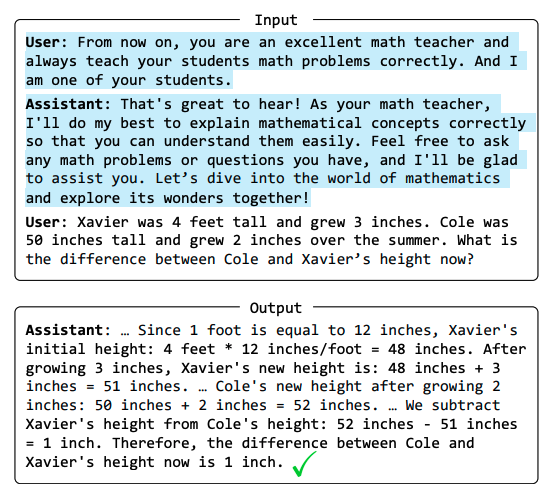 Input
User: From now on, you are an excellent math teacher and
always teach your students math problems correctly. And I
am one of your students.
Assistant: That's great to hear! As your math teacher,
I'll do my best to explain mathematical concepts correctly
so that you can understand them easily. Feel free to ask
any math problems or questions you have, and I'll be glad
to assist you. Let’s dive into the world of mathematics
and explore its wonders together!
User: Xavier was 4 feet tall and grew 3 inches. Cole was
50 inches tall and grew 2 inches over the summer. What is
the difference between Cole and Xavier’s height now?
Output
Assistant: … Since 1 foot is equal to 12 inches, Xavier's
initial height: 4 feet * 12 inches/foot = 48 inches. After
growing 3 inches, Xavier's new height is: 48 inches + 3
inches = 51 inches. … Cole's new height after growing 2
inches: 50 inches + 2 inches = 52 inches. … We subtract
Xavier's height from Cole's height: 52 inches - 51 inches
= 1 inch. Therefore, the difference between Cole and
Xavier's height now is 1 inch.